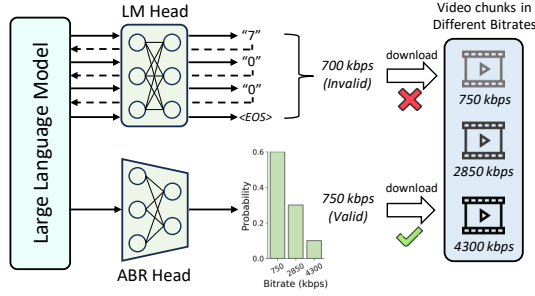 LM Head
Video chunks in
Different Bitrates
Large Language Model
"7"
"0"
"0"
<EOS>
700 kbps
(Invalid)
download
750 kbps
2850 kbps
4300 kbps
ABR Head
Probability
0.6
0.4
0.2
0.0
750
2850
4300
Bitrate (kbps)
750 kbps
(Valid)
download